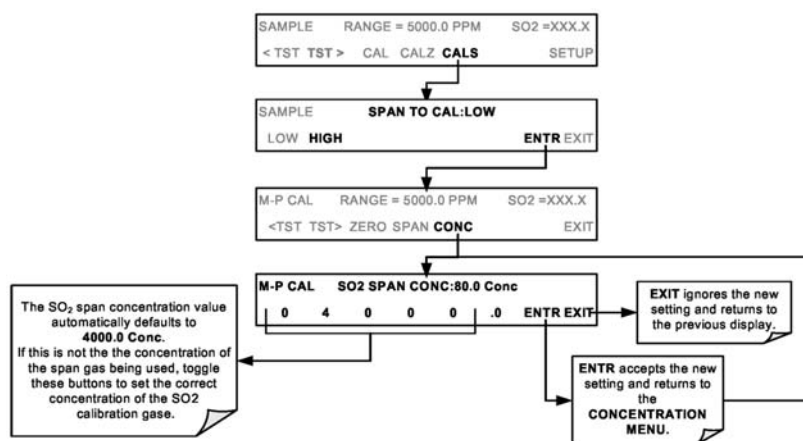 SAMPLE RANGE = 5000.0 PPM SO2 =XXX.X
< TST TST > CAL CALZ CALS SETUP
SAMPLE SPAN TO CAL:LOW
LOW HIGH ENTR EXIT
M-P CAL RANGE = 5000.0 PPM SO2 =XXX.X
<TST TST> ZERO SPAN CONC EXIT
M-P CAL SO2 SPAN CONC:80.0 Conc
0 4 0 0 0 .0 ENTR EXIT
The SO2 span concentration value
automatically defaults to
4000.0 Conc.
If this is not the the concentration of
the span gas being used, toggle
these buttons to set the correct
concentration of the SO2
calibration gase.
EXIT ignores the new
setting and returns to
the previous display.
ENTR accepts the new
setting and returns to
the
CONCENTRATION
MENU.